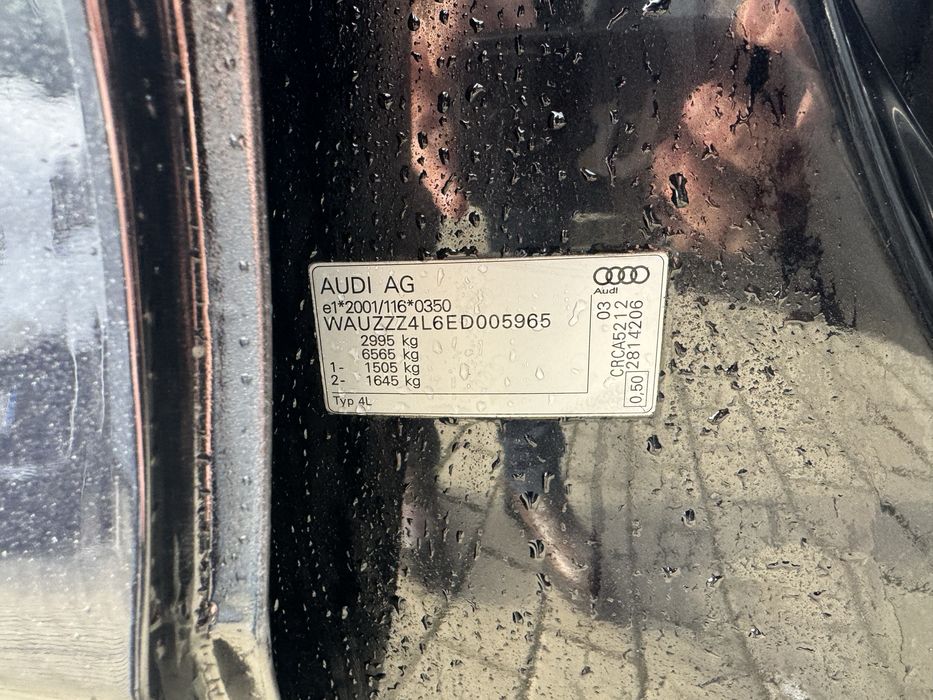 AUDI AG
e1*2001/116*0350
WAUZZZ4L6ED005965
2995 kg
6565 kg
1- 1505 kg
2- 1645 kg
Typ 4L
Audi
03
CRCA5212
0.50 2814206